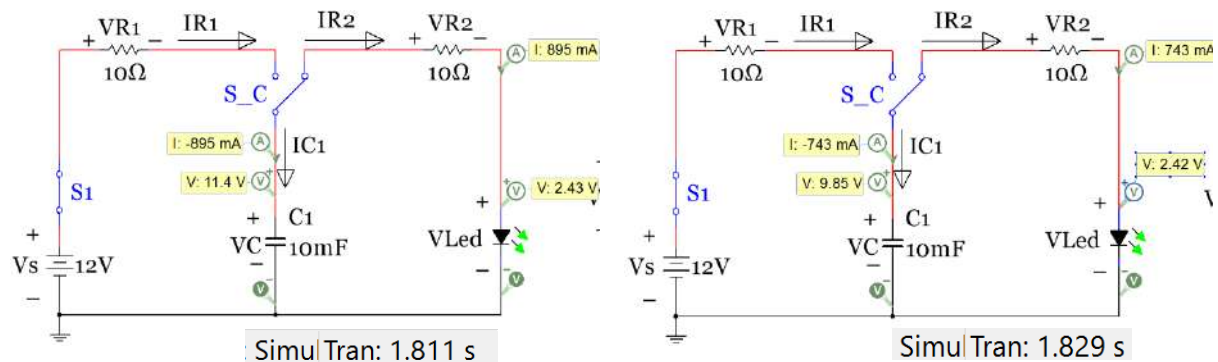 VR1 IR1 IR2 VR2
+ − + −
10Ω 10Ω
I: 895 mA
S_C
I: -895 mA
IC1
V: 11.4 V
V: 2.43 V
S1
+ C1 +
VC 10mF
VLed
+
Vs 12V
− − −
Simul Tran: 1.811 s
VR1 IR1 IR2 VR2
+ − + −
10Ω 10Ω
I: 743 mA
S_C
I: -743 mA
IC1
V: 9.85 V
V: 2.42 V
S1
+ C1 +
VC 10mF
VLed
+
Vs 12V
− − −
Simul Tran: 1.829 s